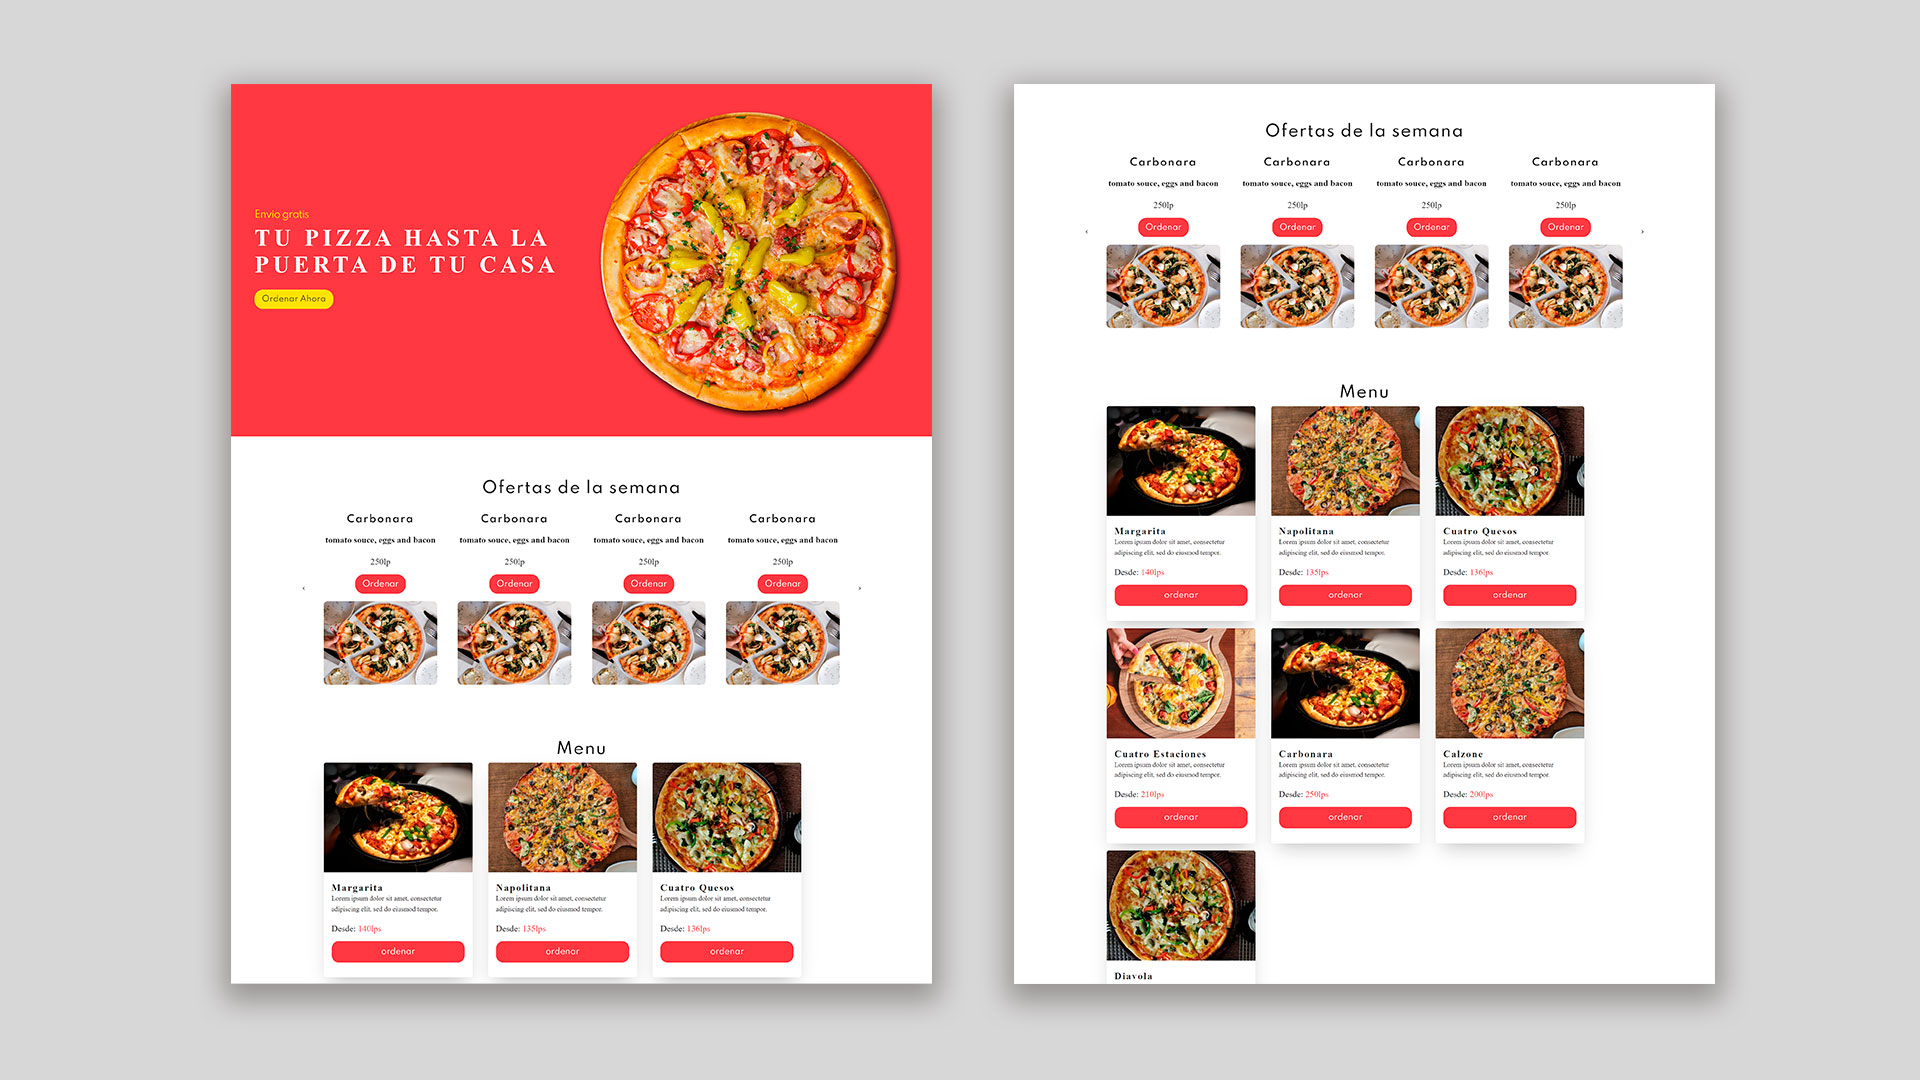 Envio gratis
TU PIZZA HASTA LA
PUERTA DE TU CASA
Ordenar Ahora
Ofertas de la semana
Carbonara Carbonara Carbonara Carbonara
tomato souce, eggs and bacon tomato souce, eggs and bacon tomato souce, eggs and bacon tomato souce, eggs and bacon
250lp 250lp 250lp 250lp
Ordenar Ordenar Ordenar Ordenar
Menu
Margarita
Lorem ipsum dolor sit amet, consectetur
adipiscing elit, sed do eiusmod tempor.
Desde: 140lps
ordenar
Napolitana
Lorem ipsum dolor sit amet, consectetur
adipiscing elit, sed do eiusmod tempor.
Desde: 135lps
ordenar
Cuatro Quesos
Lorem ipsum dolor sit amet, consectetur
adipiscing elit, sed do eiusmod tempor.
Desde: 136lps
ordenar
Ofertas de la semana
Carbonara Carbonara Carbonara Carbonara
tomato souce, eggs and bacon tomato souce, eggs and bacon tomato souce, eggs and bacon tomato souce, eggs and bacon
250lp 250lp 250lp 250lp
Ordenar Ordenar Ordenar Ordenar
Menu
Margarita
Lorem ipsum dolor sit amet, consectetur
adipiscing elit, sed do eiusmod tempor.
Desde: 140lps
ordenar
Napolitana
Lorem ipsum dolor sit amet, consectetur
adipiscing elit, sed do eiusmod tempor.
Desde: 135lps
ordenar
Cuatro Quesos
Lorem ipsum dolor sit amet, consectetur
adipiscing elit, sed do eiusmod tempor.
Desde: 136lps
ordenar
Cuatro Estaciones
Lorem ipsum dolor sit amet, consectetur
adipiscing elit, sed do eiusmod tempor.
Desde: 210lps
ordenar
Carbonara
Lorem ipsum dolor sit amet, consectetur
adipiscing elit, sed do eiusmod tempor.
Desde: 250lps
ordenar
Calzone
Lorem ipsum dolor sit amet, consectetur
adipiscing elit, sed do eiusmod tempor.
Desde: 200lps
ordenar
Diavola